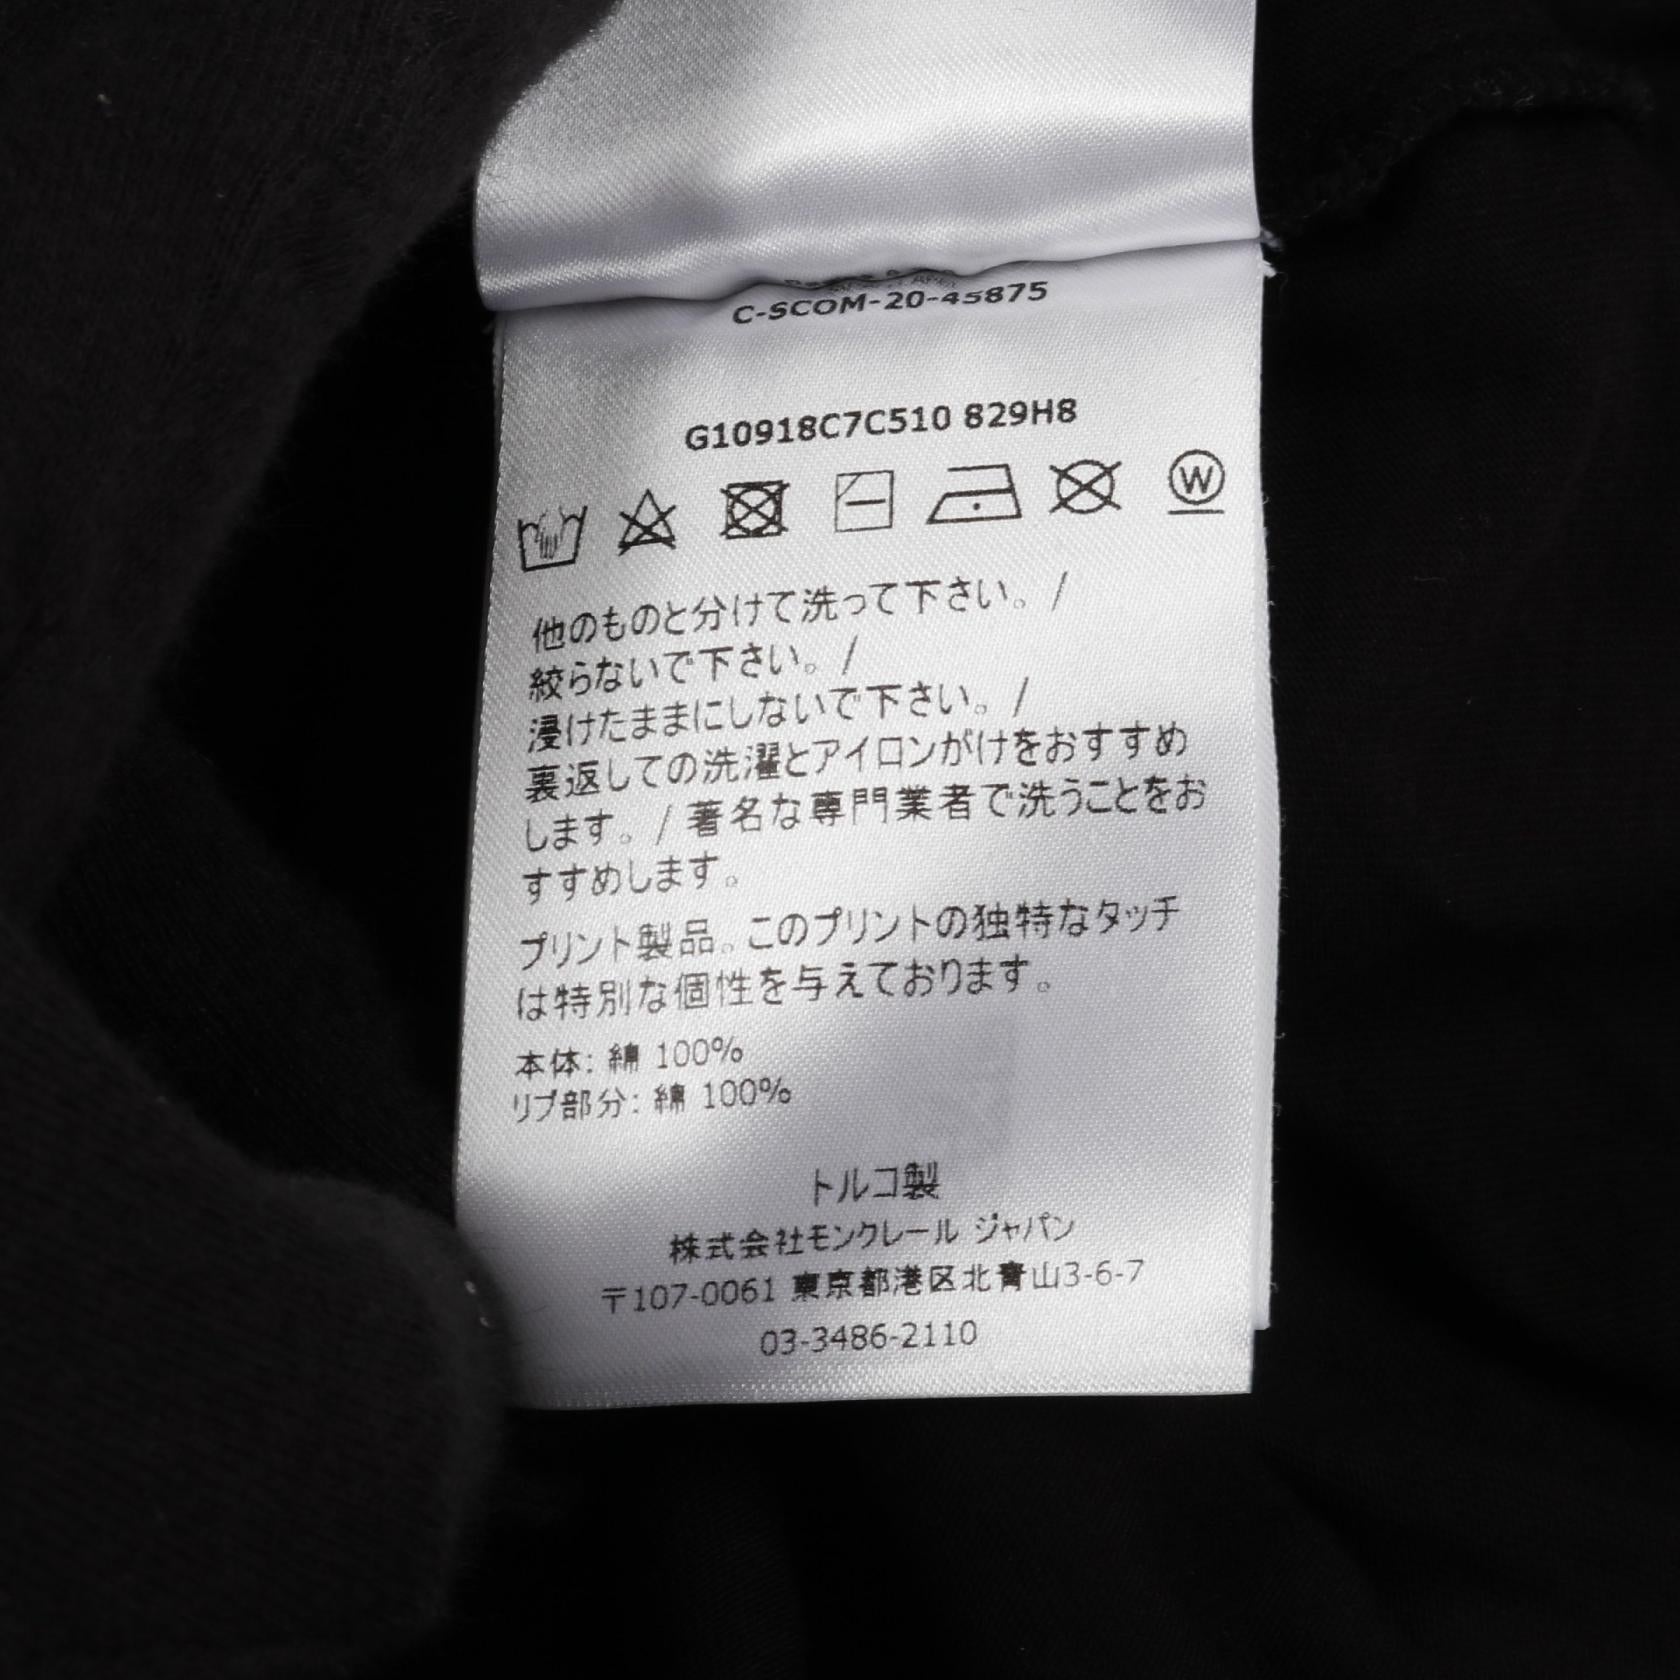 C-SCOM-20-45875
G10918C7C510 829H8
W
他のものと分けて洗って下さい。/
絞らないで下さい。/
浸けたままにしないで下さい。/
裏返しての洗濯とアイロンがけをおすすめ
します。/ 著名な専門業者で洗うことをお
すすめします。
プリント製品。このプリントの独特なタッチ
は特別な個性を与えております。
本体: 綿 100%
リブ部分: 綿 100%
トルコ製
株式会社モンクレール ジャパン
〒107-0061 東京都港区北青山3-6-7
03-3486-2110